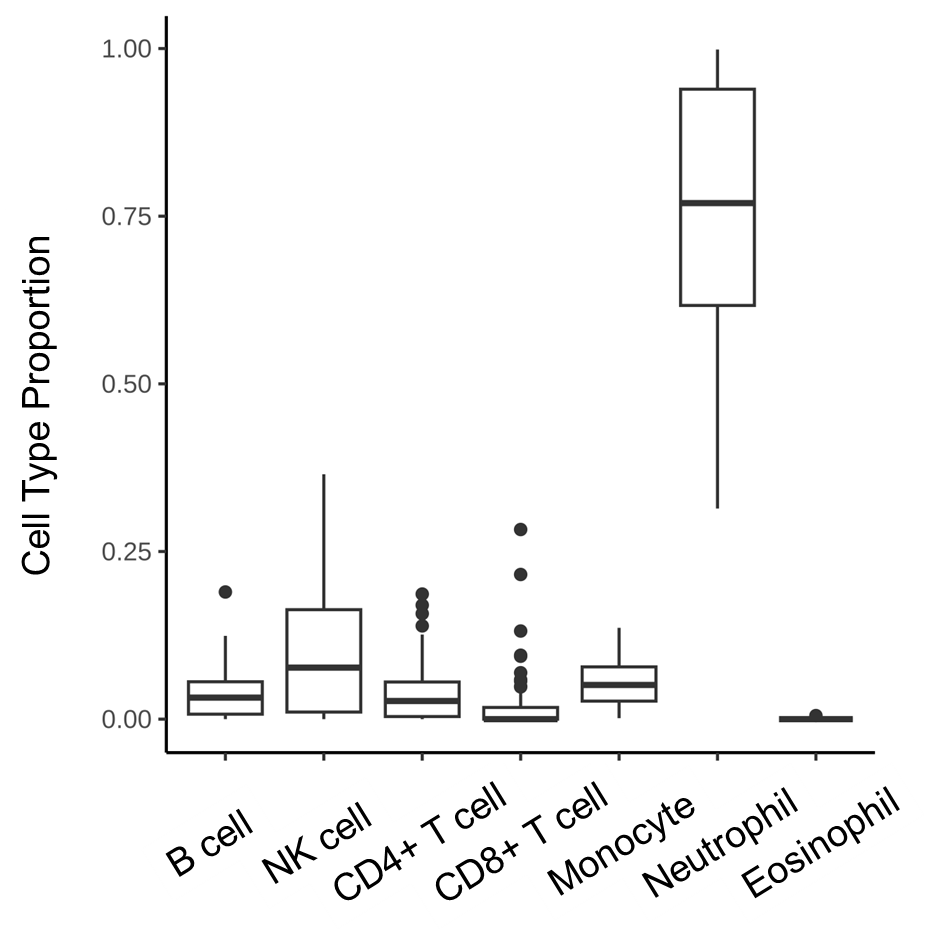 Cell Type Proportion
1.00
0.75
0.50
0.25
0.00
B cell
NK cell
CD4+ T cell
CD8+ T cell
Monocyte
Neutrophil
Eosinophil